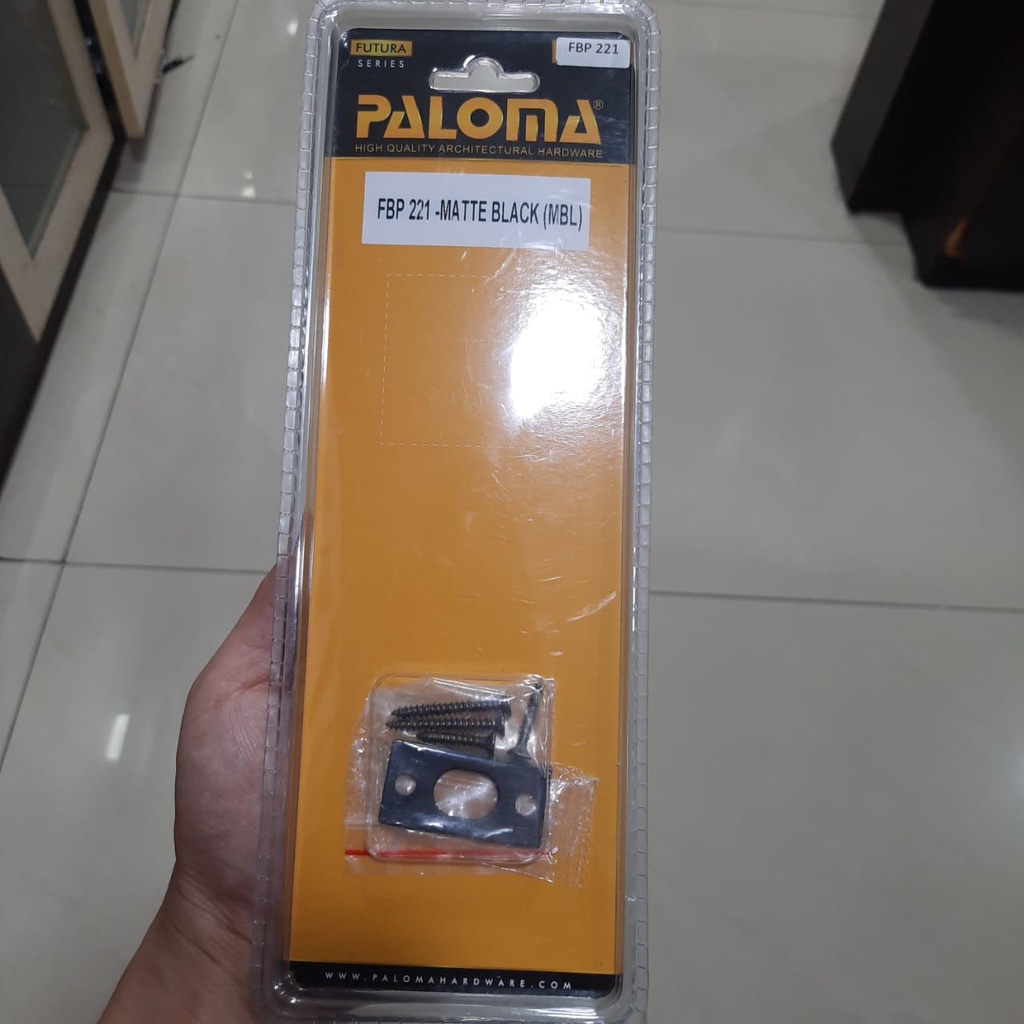 FUTURA
SERIES
FBP 221
PALOMA®
HIGH QUALITY ARCHITECTURAL HARDWARE
FBP 221 -MATTE BLACK (MBL)
WWW.PALOMAHARDWARE.COM